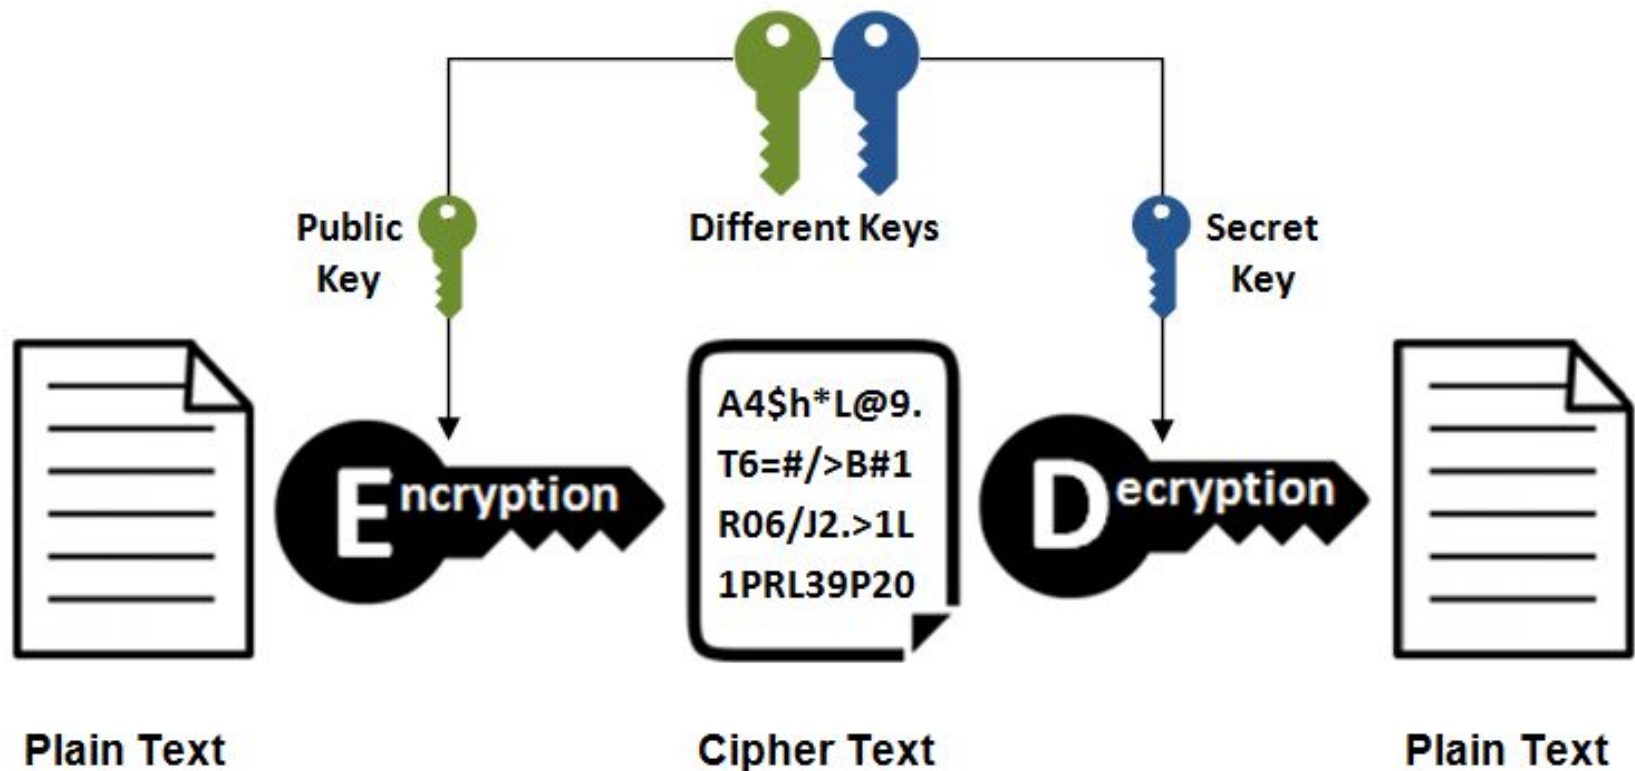 Public
Key
Different Keys
Secret
Key
Encryption
A4$h*L@9.
T6=#/>B#1
R06/J2.>1L
1PRL39P20
Decryption
Plain Text
Cipher Text
Plain Text